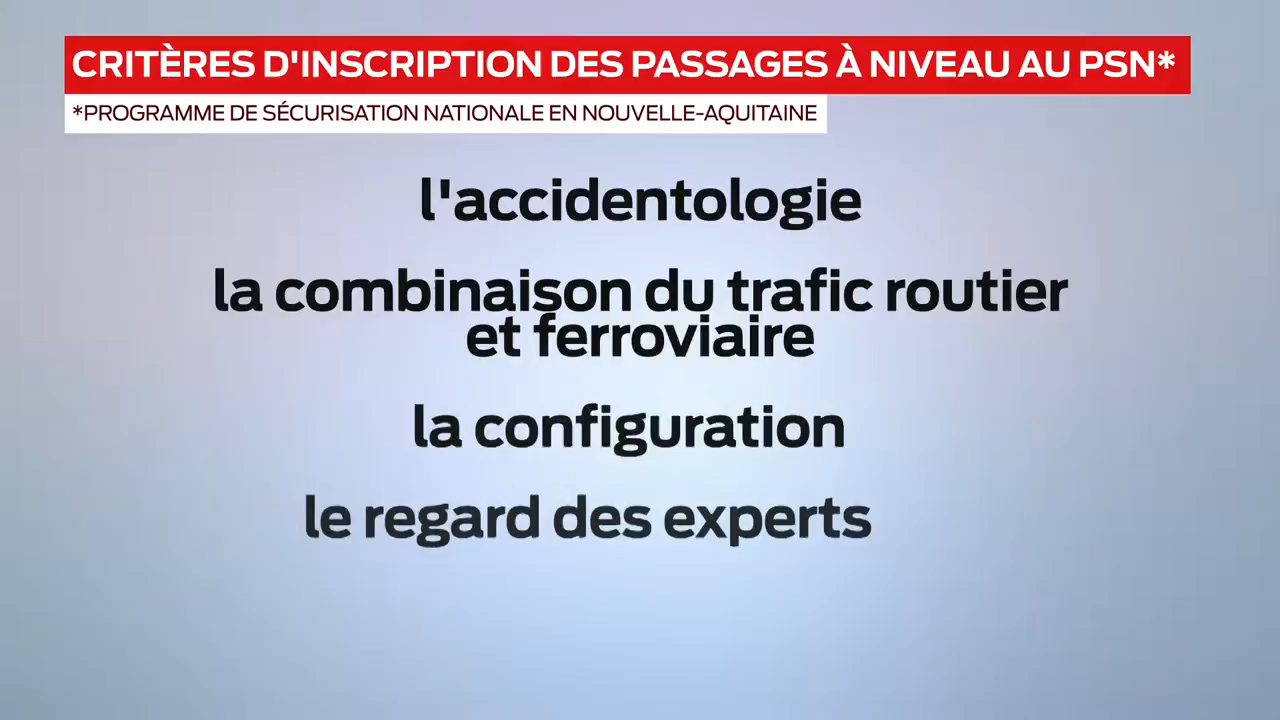 CRITÈRES D'INSCRIPTION DES PASSAGES À NIVEAU AU PSN*
*PROGRAMME DE SÉCURISATION NATIONALE EN NOUVELLE-AQUITAINE
l'accidentologie
la combinaison du trafic routier
et ferroviaire
la configuration
le regard des experts